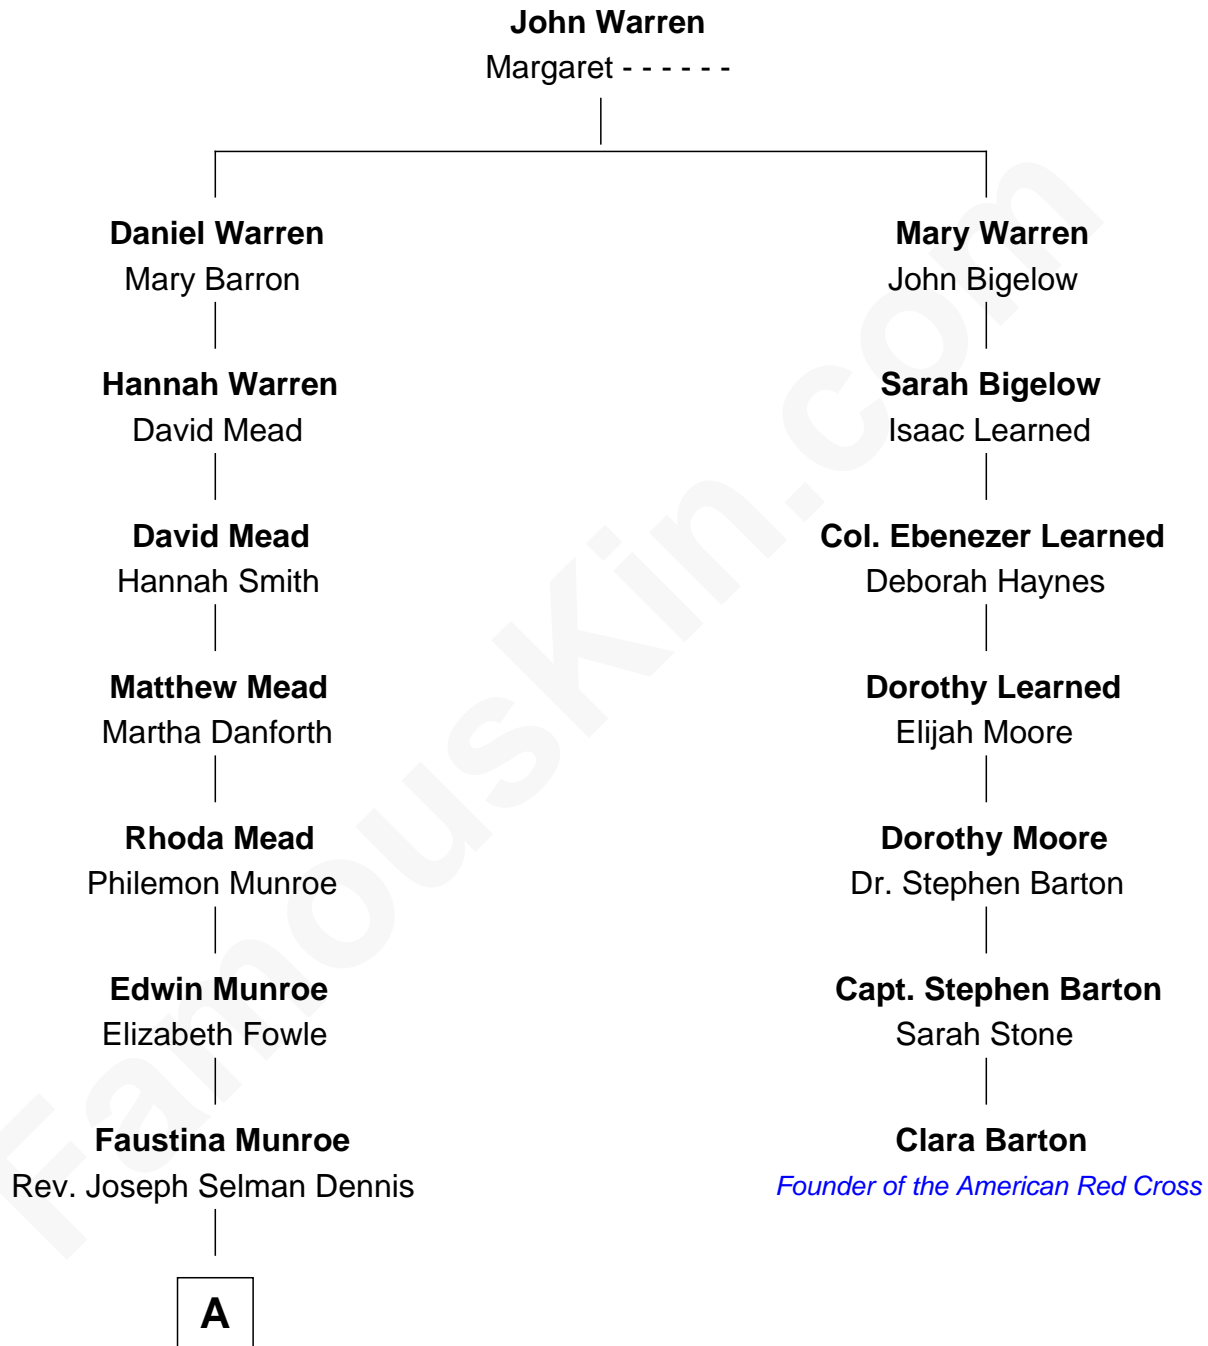 John Warren
Margaret - - - - - -
Daniel Warren
Mary Barron
Mary Warren
John Bigelow
Hannah Warren
David Mead
Sarah Bigelow
Isaac Learned
David Mead
Hannah Smith
Col. Ebenezer Learned
Deborah Haynes
Matthew Mead
Martha Danforth
Dorothy Learned
Elijah Moore
Rhoda Mead
Philemon Munroe
Dorothy Moore
Dr. Stephen Barton
Edwin Munroe
Elizabeth Fowle
Capt. Stephen Barton
Sarah Stone
Faustina Munroe
Rev. Joseph Selman Dennis
Clara Barton
Founder of the American Red Cross
A
FamousKin.com